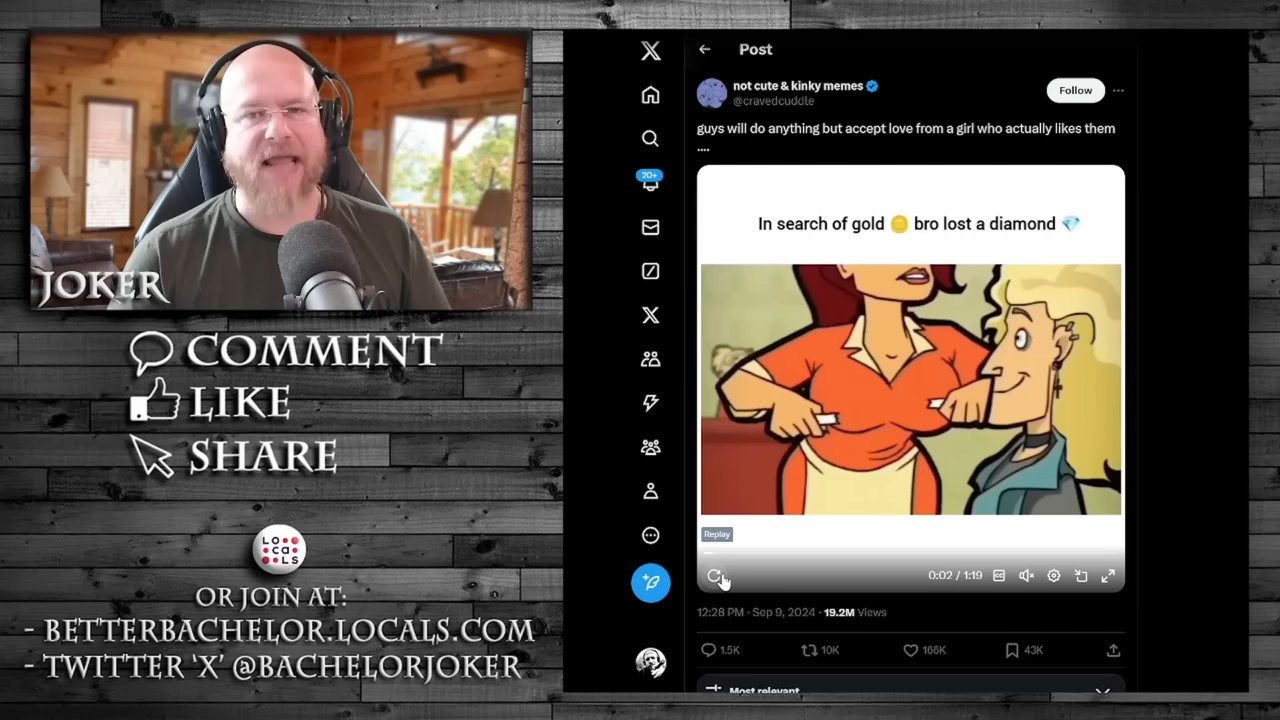 JOKER
COMMENT
LIKE
SHARE
LOCALS
OR JOIN AT:
- BETTERBACHELOR.LOCALS.COM
- TWITTER 'X' @BACHELORJOKER
Post
not cute & kinky memes
@cravedcuddle
Follow
guys will do anything but accept love from a girl who actually likes them
....
20+
In search of gold 🪙 bro lost a diamond 💎
Replay
0:02 / 1:19
12:28 PM · Sep 9, 2024 · 19.2M Views
1.5K 10K 166K 43K
Most relevant